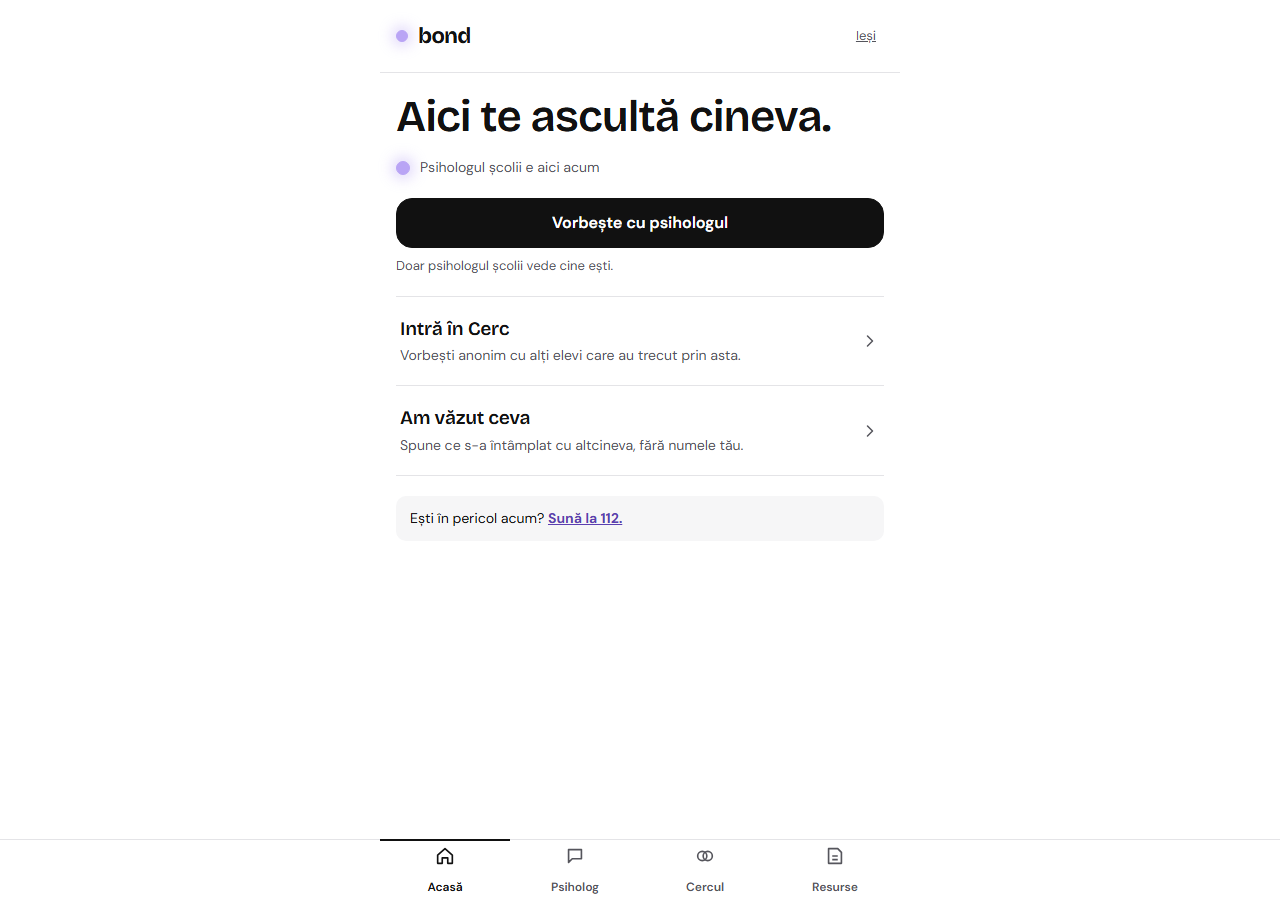 bond
Ieși
Aici te ascultă cineva.
Psihologul școlii e aici acum
Vorbește cu psihologul
Doar psihologul școlii vede cine ești.
Intră în Cerc
Vorbești anonim cu alți elevi care au trecut prin asta.
Am văzut ceva
Spune ce s-a întâmplat cu altcineva, fără numele tău.
Ești în pericol acum? Sună la 112.
Acasă
Psiholog
Cercul
Resurse